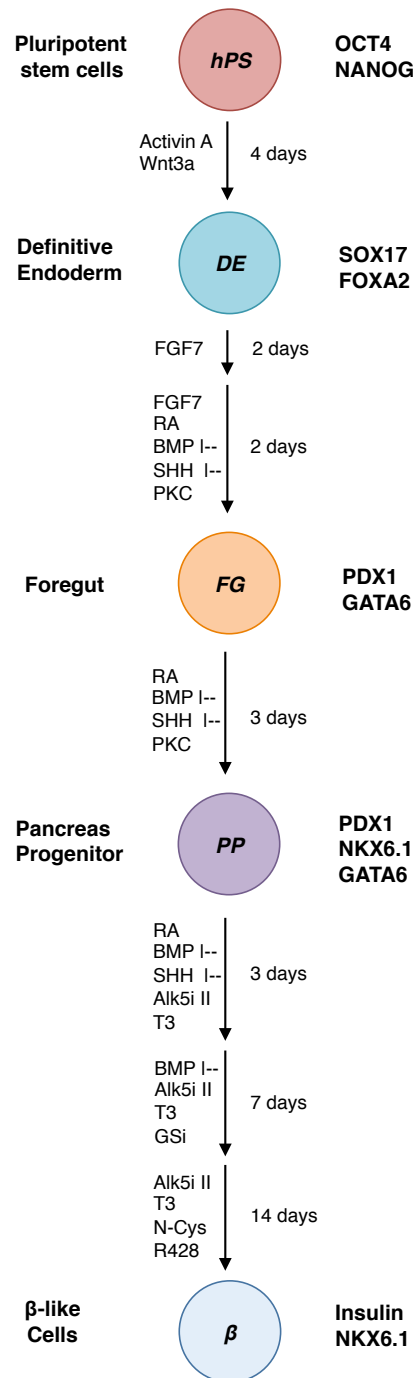 Pluripotent
stem cells
hPS
OCT4
NANOG
Activin A
Wnt3a
4 days
Definitive
Endoderm
DE
SOX17
FOXA2
FGF7
2 days
FGF7
RA
BMP I--
SHH I--
PKC
2 days
Foregut
FG
PDX1
GATA6
RA
BMP I--
SHH I--
PKC
3 days
Pancreas
Progenitor
PP
PDX1
NKX6.1
GATA6
RA
BMP I--
SHH I--
Alk5i II
T3
3 days
BMP I--
Alk5i II
T3
GSi
7 days
Alk5i II
T3
N-Cys
R428
14 days
β-like
Cells
β
Insulin
NKX6.1